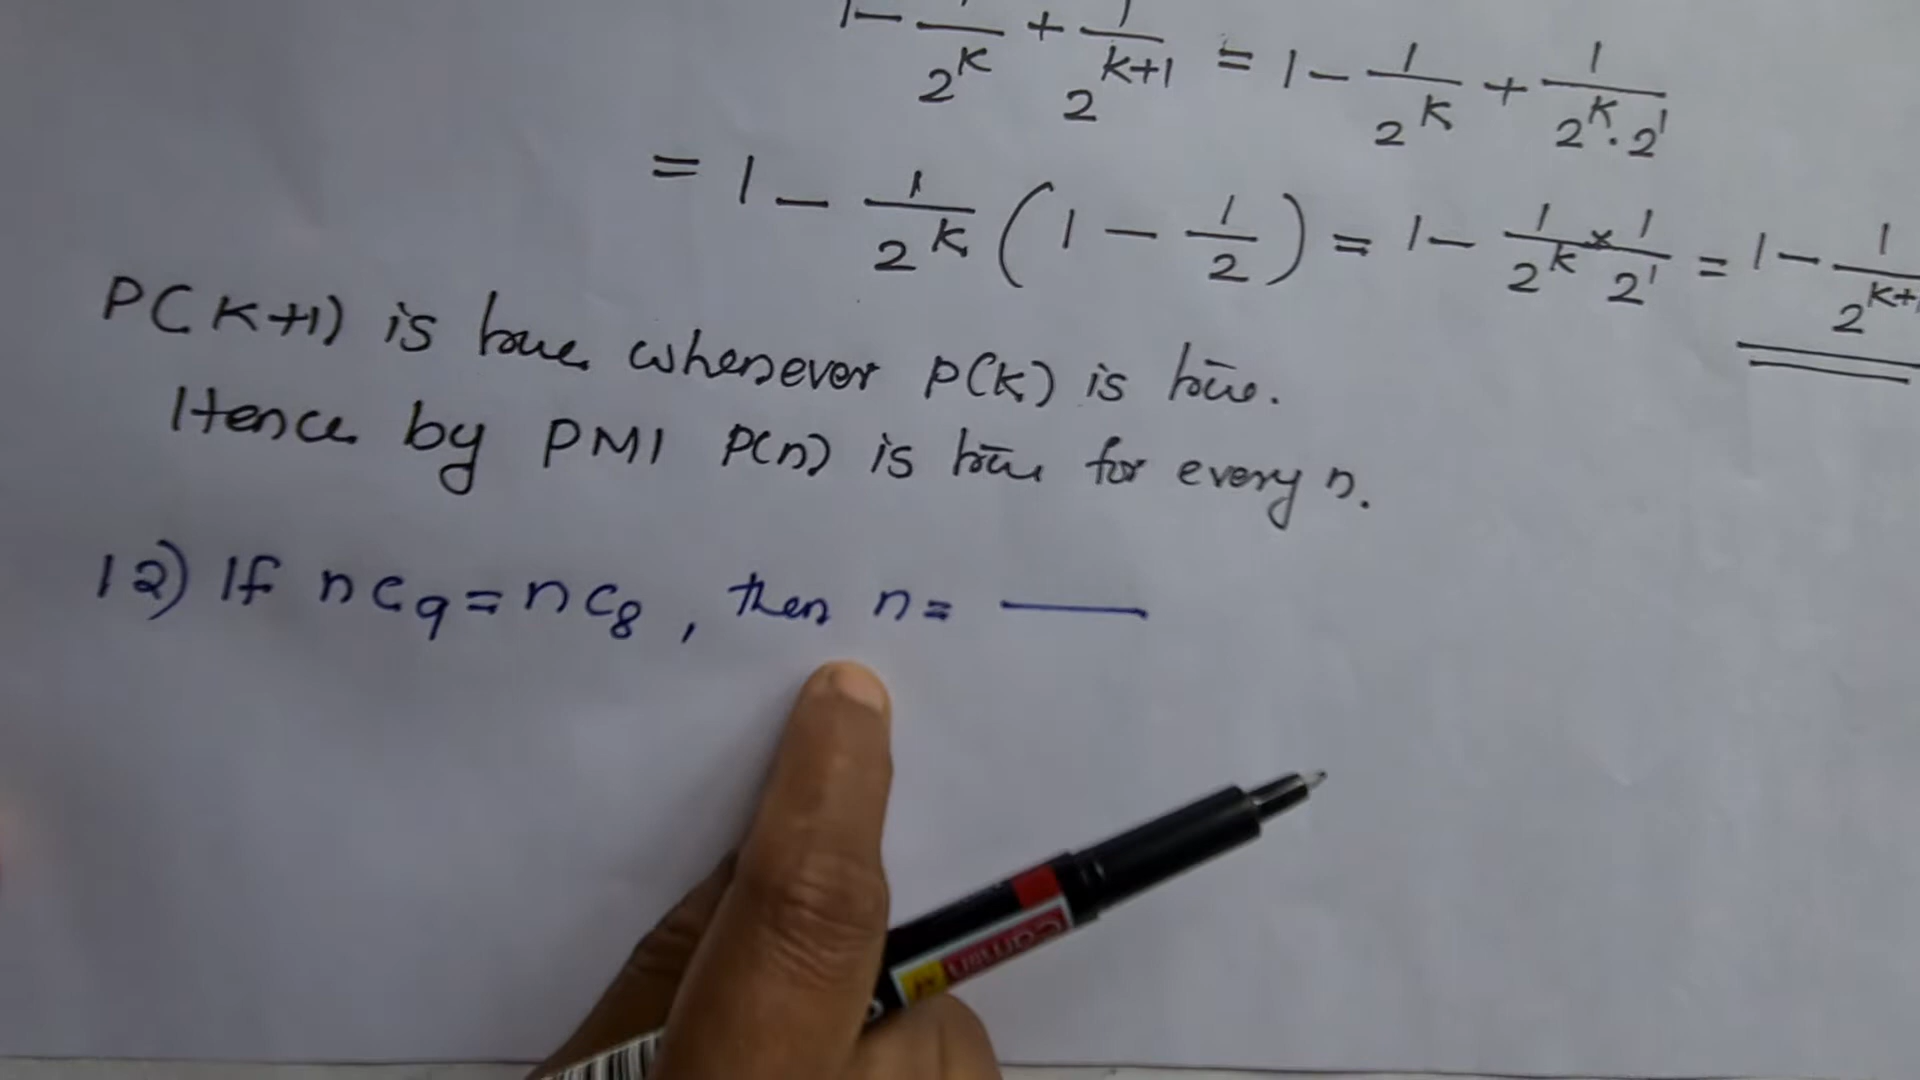 1 - 1/2^k + 1/2^(k+1) = 1 - 1/2^k + 1/(2^k . 2^1)
= 1 - 1/2^k (1 - 1/2) = 1 - 1/2^k × 1/2^1 = 1 - 1/2^(k+
P(k+1) is true whenever P(k) is true.
Hence by PMI P(n) is true for every n.
12) If nC₉ = nC₈, then n = ___